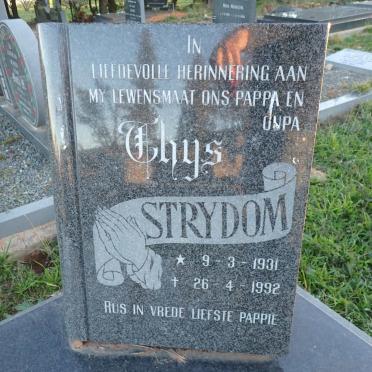 IN
LIEFDEVOLLE HERINNERING AAN
MY LEWENSMAAT ONS PAPPA EN
OUPA
Thys
STRYDOM
★ 9-3-1931
† 26-4-1992
RUS IN VREDE LIEFSTE PAPPIE